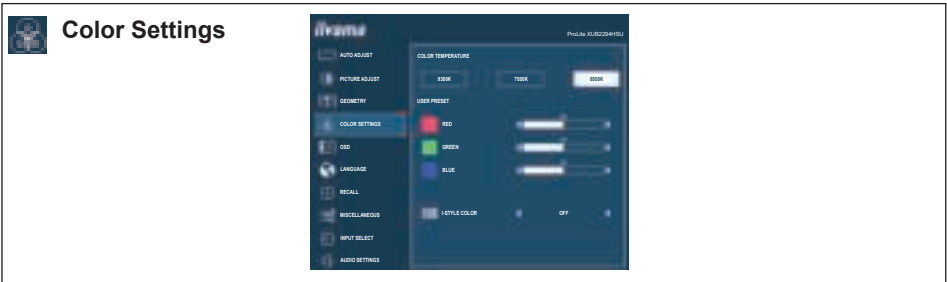 Color Settings
iiyama
ProLite XUB2294HSU
AUTO ADJUST
PICTURE ADJUST
GEOMETRY
COLOR SETTINGS
OSD
LANGUAGE
RECALL
MISCELLANEOUS
INPUT SELECT
AUDIO SETTINGS
COLOR TEMPERATURE
9300K 7500K 6500K
USER PRESET
RED
GREEN
BLUE
I-STYLE COLOR OFF